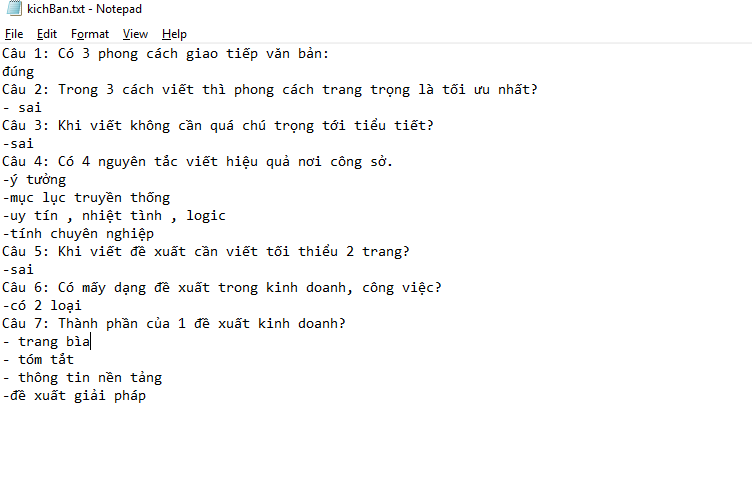 kichBan.txt - Notepad
File Edit Format View Help
Câu 1: Có 3 phong cách giao tiếp văn bản:
đúng
Câu 2: Trong 3 cách viết thì phong cách trang trọng là tối ưu nhất?
- sai
Câu 3: Khi viết không cần quá chú trọng tới tiểu tiết?
-sai
Câu 4: Có 4 nguyên tắc viết hiệu quả nơi công sở.
-ý tưởng
-mục lục truyền thống
-uy tín , nhiệt tình , logic
-tính chuyên nghiệp
Câu 5: Khi viết đề xuất cần viết tối thiểu 2 trang?
-sai
Câu 6: Có mấy dạng đề xuất trong kinh doanh, công việc?
-có 2 loại
Câu 7: Thành phần của 1 đề xuất kinh doanh?
- trang bìa
- tóm tắt
- thông tin nền tảng
-đề xuất giải pháp